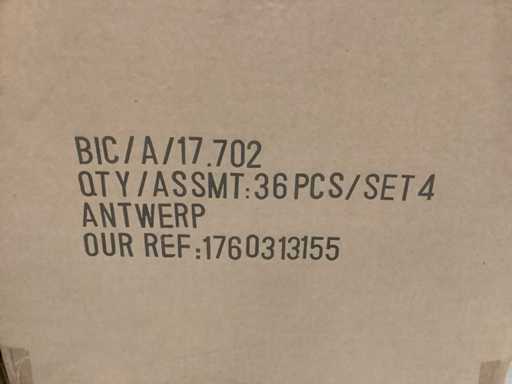 BIC/A/17.702
QTY/ASSMT:36PCS/SET4
ANTWERP
OUR REF:1760313155